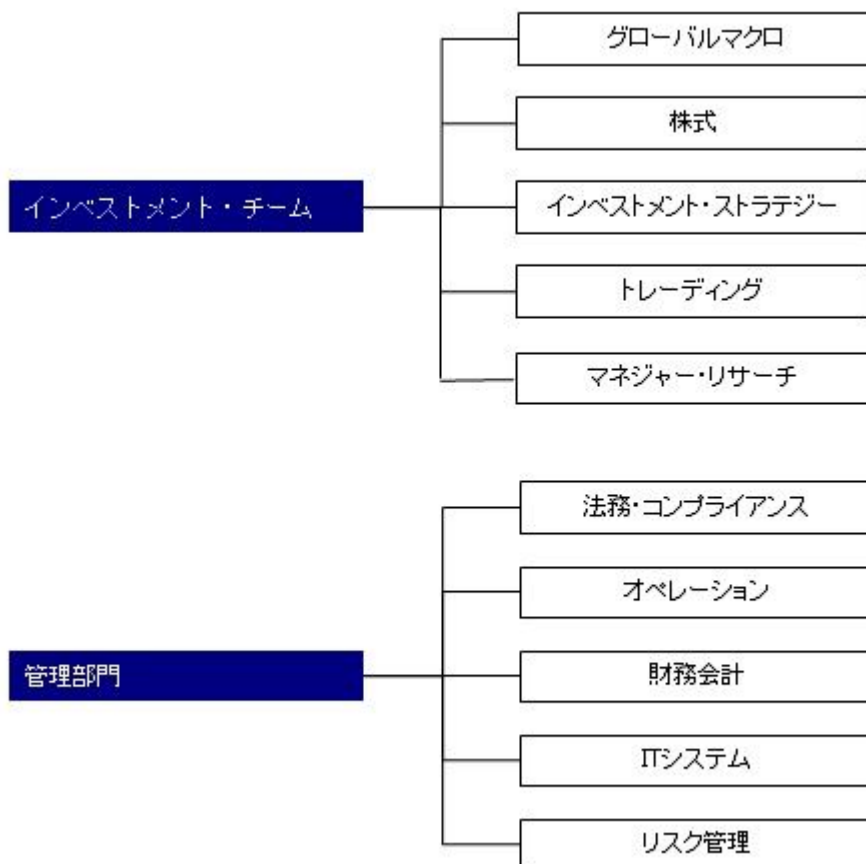 インベストメント・チーム
グローバルマクロ
株式
インベストメント・ストラテジー
トレーディング
マネジャー・リサーチ
管理部門
法務・コンプライアンス
オペレーション
財務会計
ITシステム
リスク管理